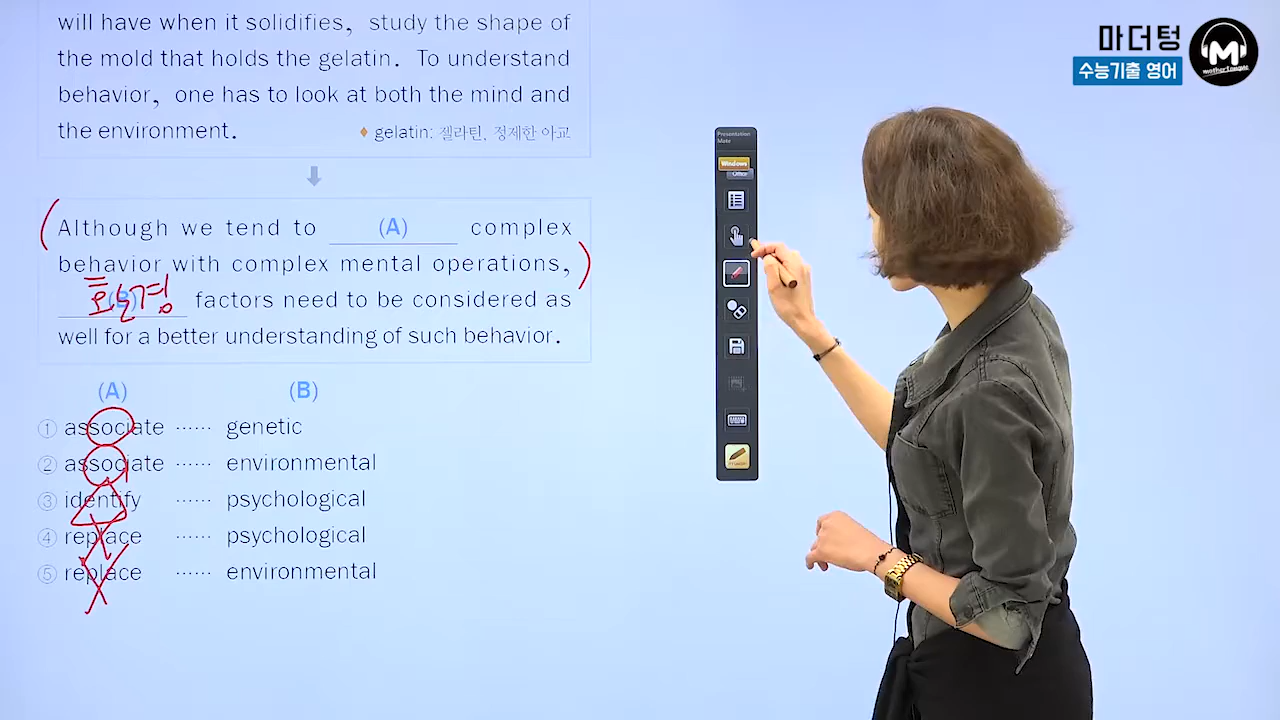 will have when it solidifies, study the shape of
the mold that holds the gelatin. To understand
behavior, one has to look at both the mind and
the environment.
♦ gelatin: 젤라틴, 정제한 아교
Although we tend to (A) complex
behavior with complex mental operations,
환경 factors need to be considered as
well for a better understanding of such behavior.
(A) (B)
① associate ······ genetic
② associate ······ environmental
③ identify ······ psychological
④ replace ······ psychological
⑤ replace ······ environmental
Presentation
Mate
Windows
Office
마더텅
수능기출 영어
M
mothertongue